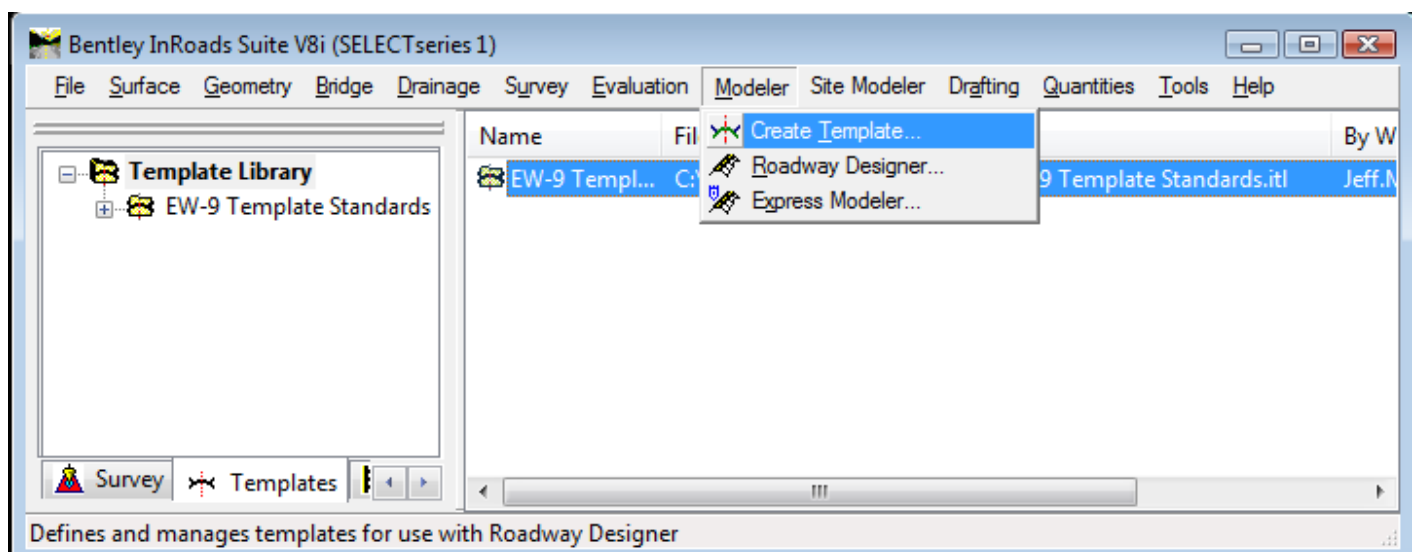 Bentley InRoads Suite V8i (SELECTseries 1)
File Surface Geometry Bridge Drainage Survey Evaluation Modeler Site Modeler Drafting Quantities Tools Help
Name Fil By W
Create Template...
Template Library
Roadway Designer...
EW-9 Templ... C:\ 9 Template Standards.itl Jeff.N
EW-9 Template Standards
Express Modeler...
Survey Templates
Defines and manages templates for use with Roadway Designer